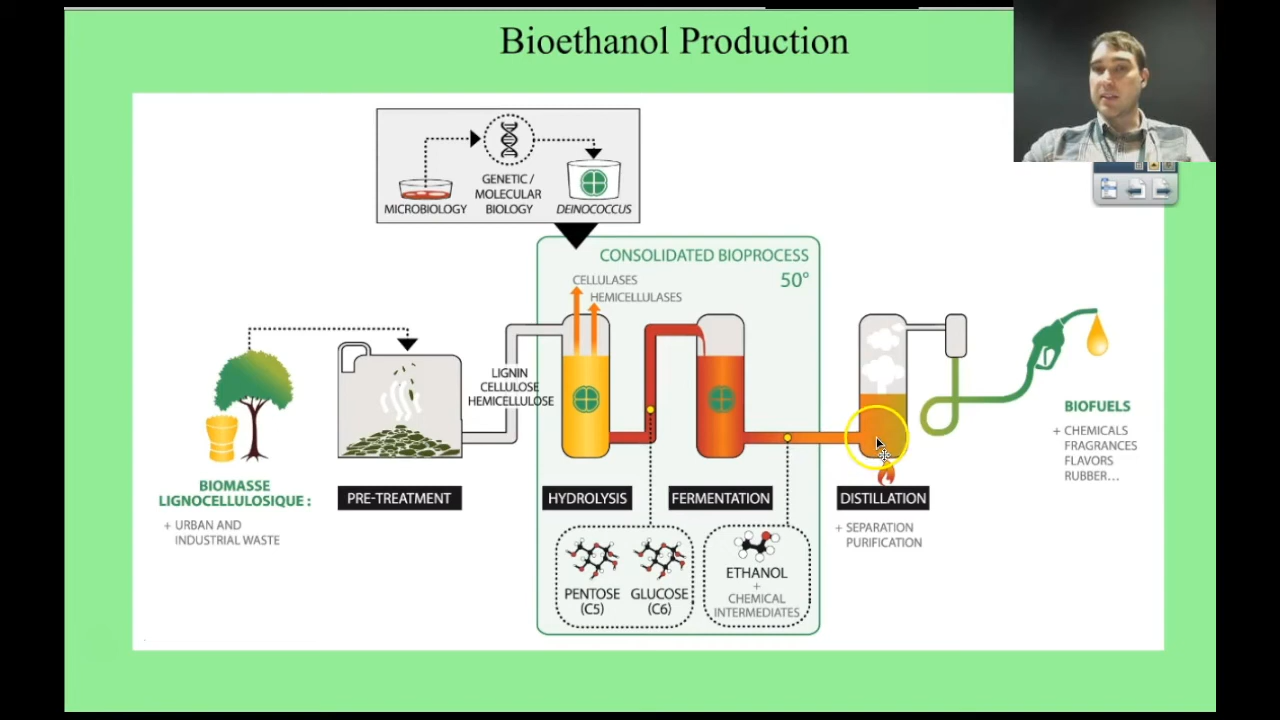 Bioethanol Production
MICROBIOLOGY
GENETIC /
MOLECULAR
BIOLOGY
DEINOCOCCUS
CONSOLIDATED BIOPROCESS
50°
CELLULASES
HEMICELLULASES
LIGNIN
CELLULOSE
HEMICELLULOSE
BIOMASSE
LIGNOCELLULOSIQUE :
+ URBAN AND
INDUSTRIAL WASTE
PRE-TREATMENT
HYDROLYSIS
FERMENTATION
DISTILLATION
+ SEPARATION
PURIFICATION
PENTOSE
(C5)
GLUCOSE
(C6)
ETHANOL
+
CHEMICAL
INTERMEDIATES
BIOFUELS
+ CHEMICALS
FRAGRANCES
FLAVORS
RUBBER...